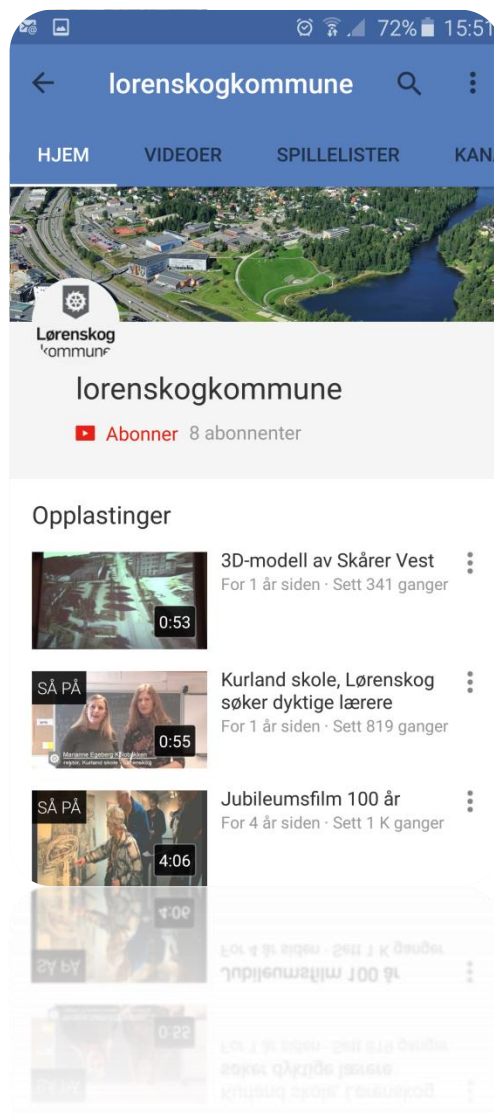 72% 15:51
lorenskogkommune
HJEM VIDEOER SPILLELISTER KAN
Lørenskog
kommune
lorenskogkommune
Abonner 8 abonnenter
Opplastinger
3D-modell av Skårer Vest
For 1 år siden · Sett 341 ganger
0:53
SÅ PÅ
Kurland skole, Lørenskog
søker dyktige lærere
For 1 år siden · Sett 819 ganger
0:55
SÅ PÅ
Jubileumsfilm 100 år
For 4 år siden · Sett 1 K ganger
4:06